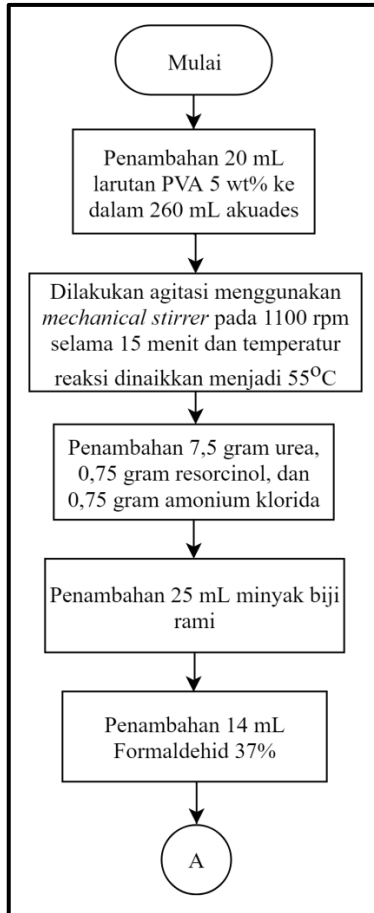 Mulai
Penambahan 20 mL
larutan PVA 5 wt% ke
dalam 260 mL akuades
Dilakukan agitasi menggunakan
mechanical stirrer pada 1100 rpm
selama 15 menit dan temperatur
reaksi dinaikkan menjadi 55⁰C
Penambahan 7,5 gram urea,
0,75 gram resorcinol, dan
0,75 gram amonium klorida
Penambahan 25 mL minyak biji
rami
Penambahan 14 mL
Formaldehid 37%
A